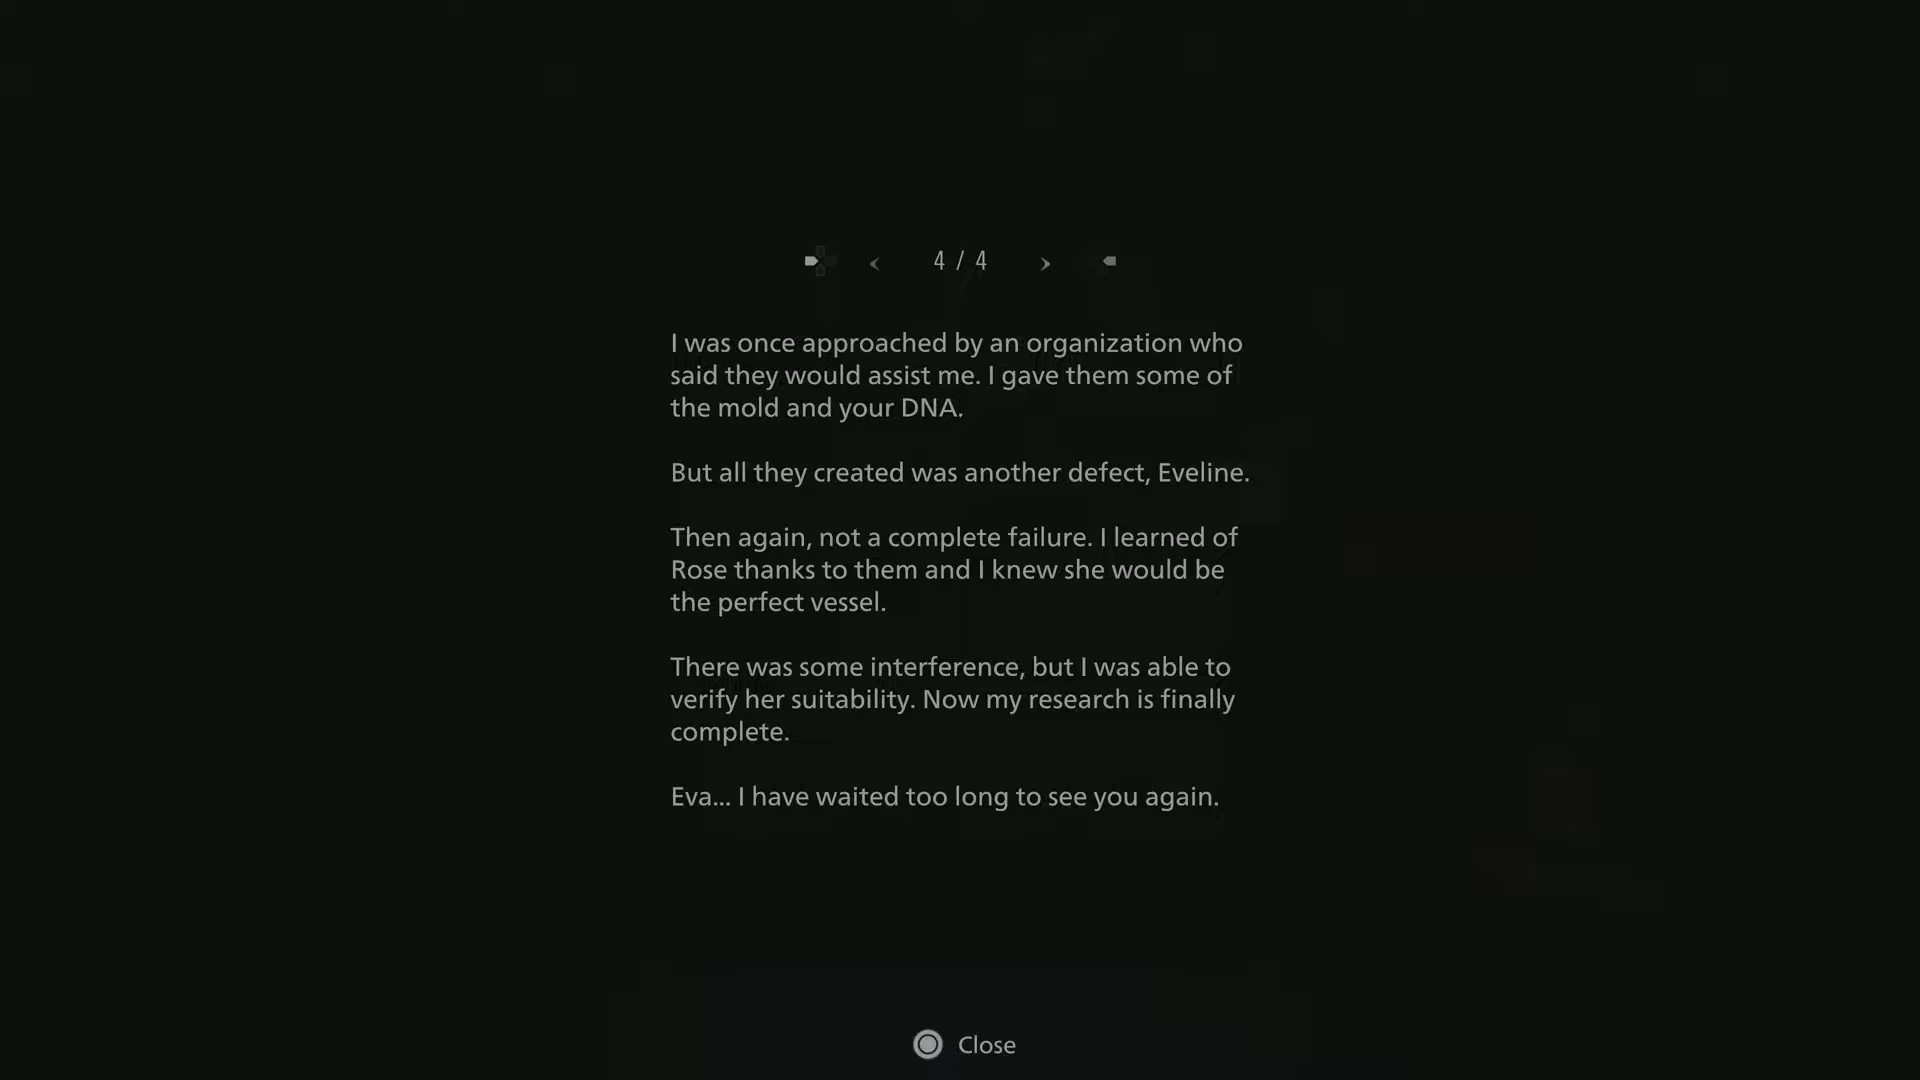 4 / 4
I was once approached by an organization who
said they would assist me. I gave them some of
the mold and your DNA.
But all they created was another defect, Eveline.
Then again, not a complete failure. I learned of
Rose thanks to them and I knew she would be
the perfect vessel.
There was some interference, but I was able to
verify her suitability. Now my research is finally
complete.
Eva... I have waited too long to see you again.
Close